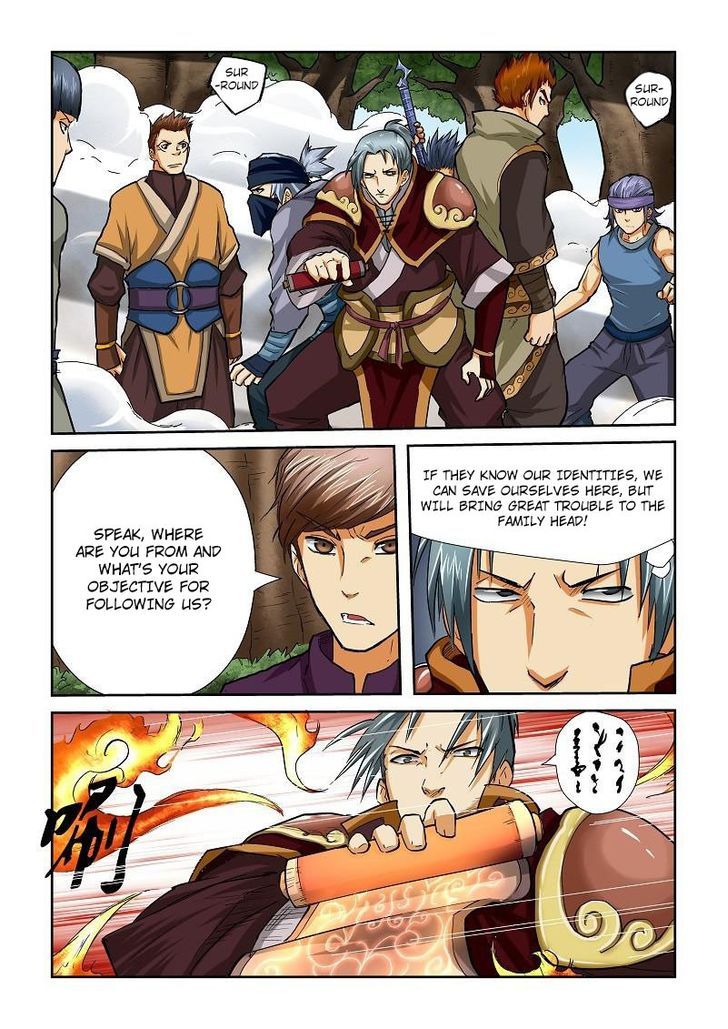 SUR
-ROUND
SUR-
ROUND
SPEAK, WHERE
ARE YOU FROM AND
WHAT'S YOUR
OBJECTIVE FOR
FOLLOWING US?
IF THEY KNOW OUR IDENTITIES, WE
CAN SAVE OURSELVES HERE, BUT
WILL BRING GREAT TROUBLE TO THE
FAMILY HEAD!
唰